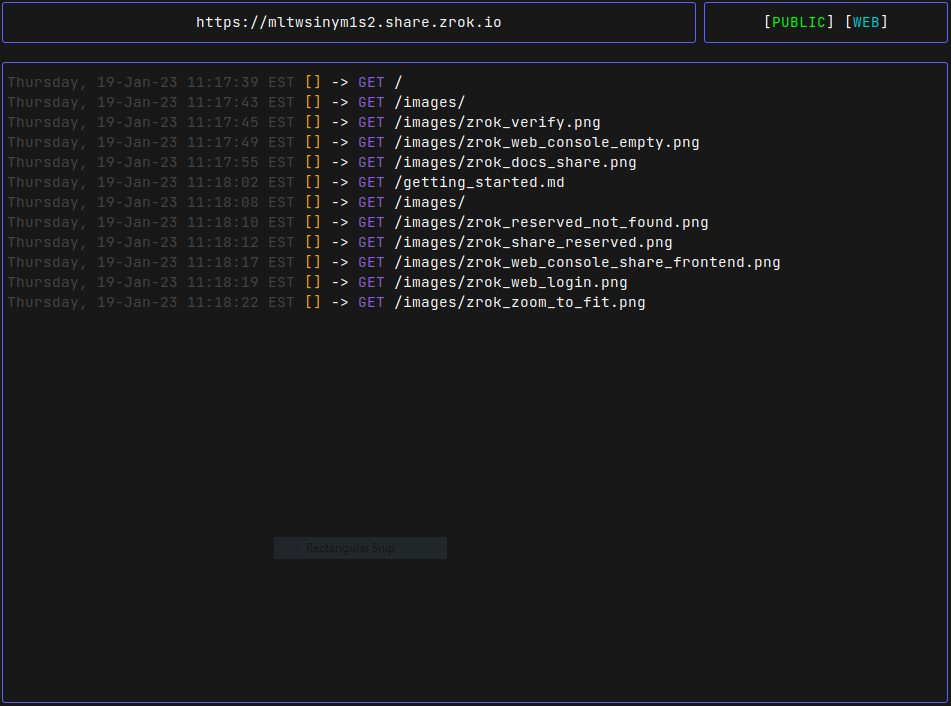 https://mltwsinym1s2.share.zrok.io
[PUBLIC] [WEB]
Thursday, 19-Jan-23 11:17:39 EST [] -> GET /
Thursday, 19-Jan-23 11:17:43 EST [] -> GET /images/
Thursday, 19-Jan-23 11:17:45 EST [] -> GET /images/zrok_verify.png
Thursday, 19-Jan-23 11:17:49 EST [] -> GET /images/zrok_web_console_empty.png
Thursday, 19-Jan-23 11:17:55 EST [] -> GET /images/zrok_docs_share.png
Thursday, 19-Jan-23 11:18:02 EST [] -> GET /getting_started.md
Thursday, 19-Jan-23 11:18:08 EST [] -> GET /images/
Thursday, 19-Jan-23 11:18:10 EST [] -> GET /images/zrok_reserved_not_found.png
Thursday, 19-Jan-23 11:18:12 EST [] -> GET /images/zrok_share_reserved.png
Thursday, 19-Jan-23 11:18:17 EST [] -> GET /images/zrok_web_console_share_frontend.png
Thursday, 19-Jan-23 11:18:19 EST [] -> GET /images/zrok_web_login.png
Thursday, 19-Jan-23 11:18:22 EST [] -> GET /images/zrok_zoom_to_fit.png
Rectangular Snip